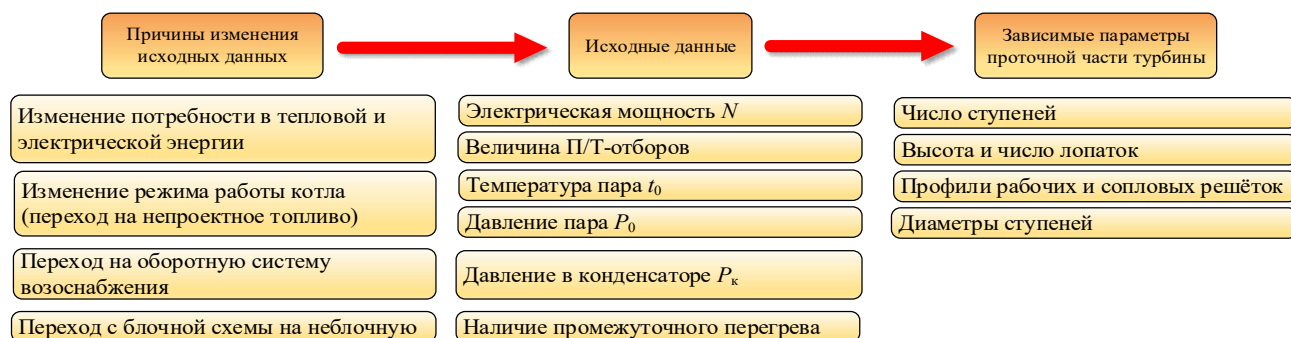 Причины изменения
исходных данных
Исходные данные
Зависимые параметры
проточной части турбины
Изменение потребности в тепловой и
электрической энергии
Изменение режима работы котла
(переход на непроектное топливо)
Переход на оборотную систему
возоснабжения
Переход с блочной схемы на неблочную
Электрическая мощность N
Величина П/Т-отборов
Температура пара t₀
Давление пара P₀
Давление в конденсаторе Pк
Наличие промежуточного перегрева
Число ступеней
Высота и число лопаток
Профили рабочих и сопловых решёток
Диаметры ступеней